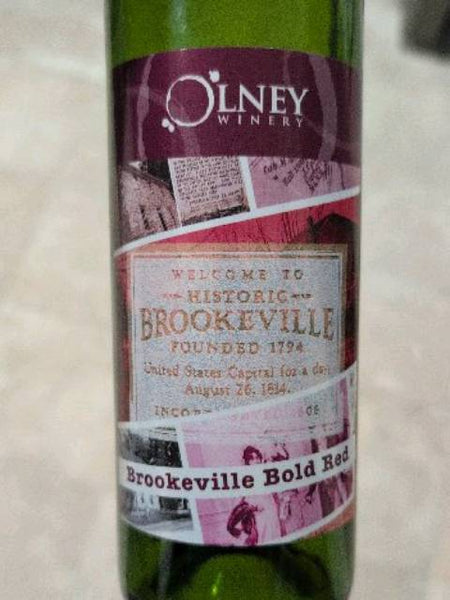 OLNEY
WINERY
WELCOME TO
HISTORIC
BROOKEVILLE
FOUNDED 1794
United States Capital for a day
August 26, 1814.
Brookeville Bold Red